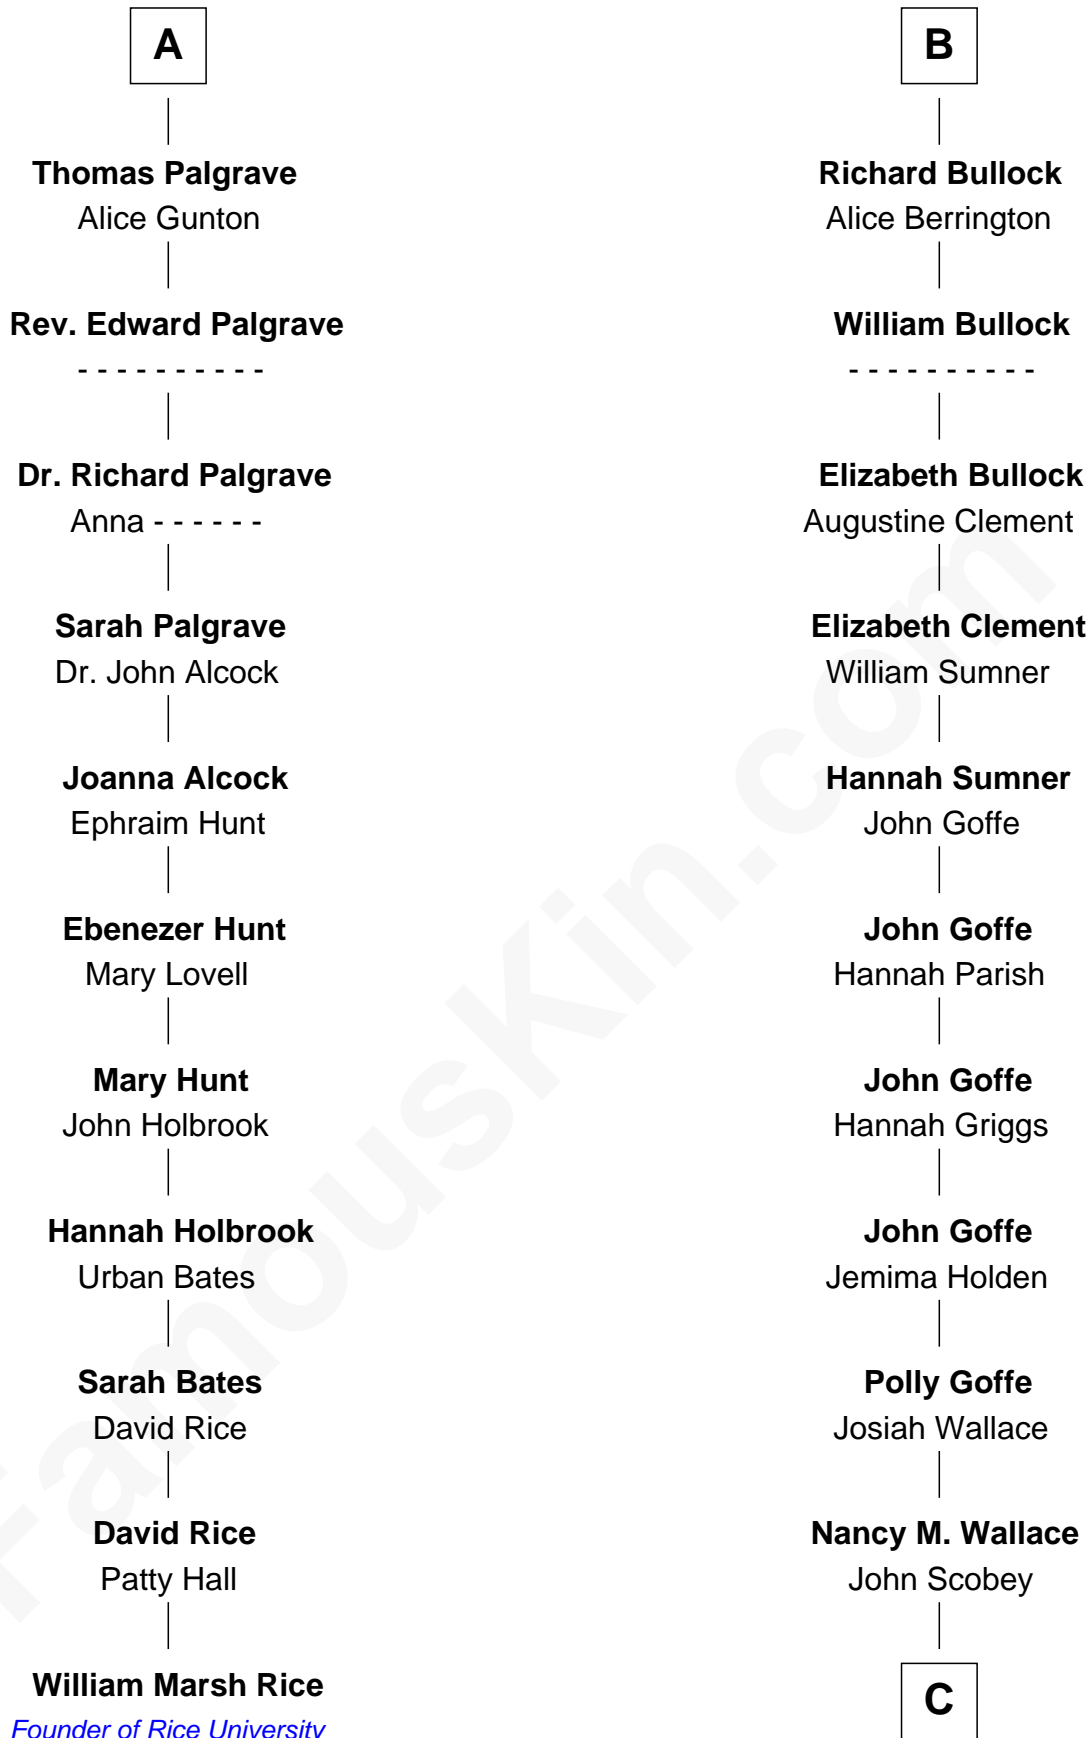 A
Thomas Palgrave
Alice Gunton
Rev. Edward Palgrave
- - - - - - - - - -
Dr. Richard Palgrave
Anna - - - - - -
Sarah Palgrave
Dr. John Alcock
Joanna Alcock
Ephraim Hunt
Ebenezer Hunt
Mary Lovell
Mary Hunt
John Holbrook
Hannah Holbrook
Urban Bates
Sarah Bates
David Rice
David Rice
Patty Hall
William Marsh Rice
Founder of Rice University
B
Richard Bullock
Alice Berrington
William Bullock
- - - - - - - - - -
Elizabeth Bullock
Augustine Clement
Elizabeth Clement
William Sumner
Hannah Sumner
John Goffe
John Goffe
Hannah Parish
John Goffe
Hannah Griggs
John Goffe
Jemima Holden
Polly Goffe
Josiah Wallace
Nancy M. Wallace
John Scobey
C
FamousKin.com